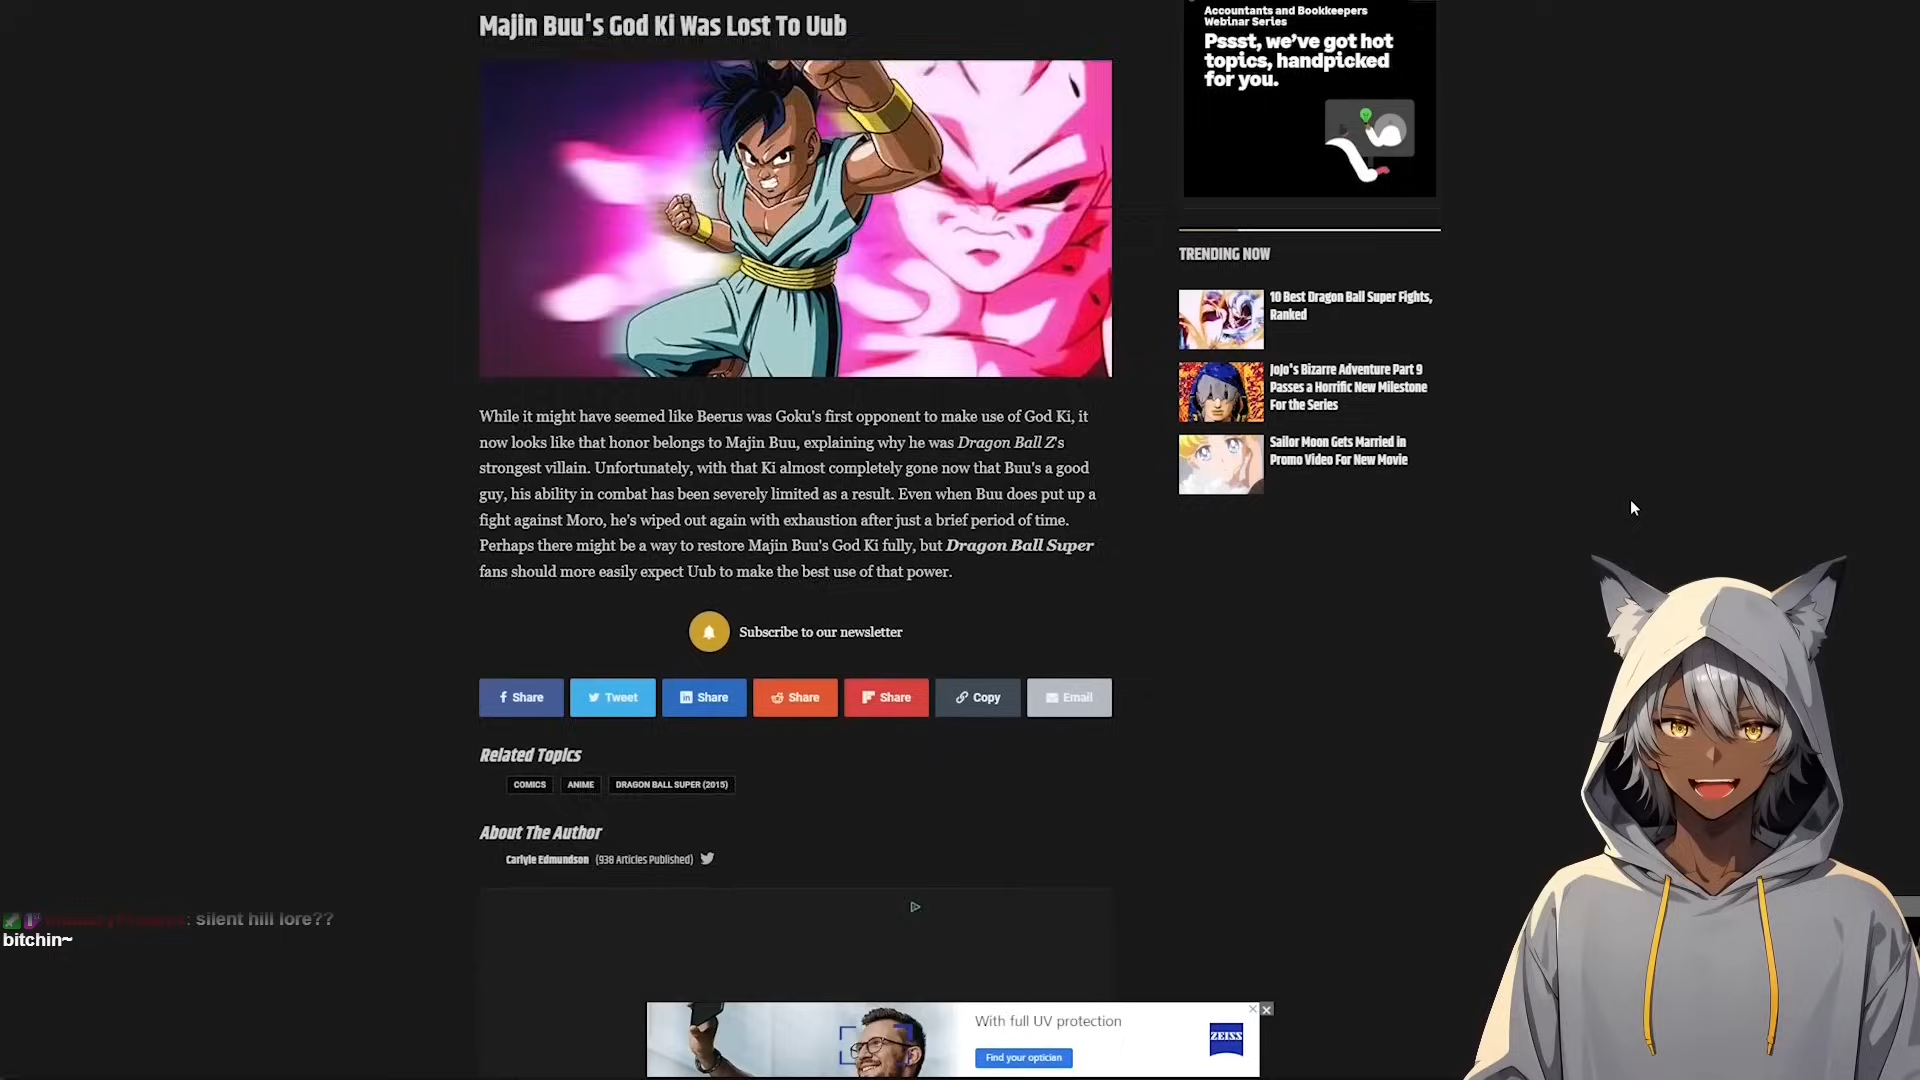 Majin Buu's God Ki Was Lost To Uub
While it might have seemed like Beerus was Goku's first opponent to make use of God Ki, it
now looks like that honor belongs to Majin Buu, explaining why he was Dragon Ball Z's
strongest villain. Unfortunately, with that Ki almost completely gone now that Buu's a good
guy, his ability in combat has been severely limited as a result. Even when Buu does put up a
fight against Moro, he's wiped out again with exhaustion after just a brief period of time.
Perhaps there might be a way to restore Majin Buu's God Ki fully, but Dragon Ball Super
fans should more easily expect Uub to make the best use of that power.
Subscribe to our newsletter
Share
Tweet
Share
Share
Share
Copy
Email
Related Topics
COMICS
ANIME
DRAGON BALL SUPER (2015)
About The Author
Carlyle Edmundson (938 Articles Published)
Accountants and Bookkeepers
Webinar Series
Pssst, we've got hot
topics, handpicked
for you.
TRENDING NOW
10 Best Dragon Ball Super Fights,
Ranked
JoJo's Bizarre Adventure Part 9
Passes a Horrific New Milestone
For the Series
Sailor Moon Gets Married in
Promo Video For New Movie
: silent hill lore??
bitchin~
With full UV protection
Find your optician
ZEISS